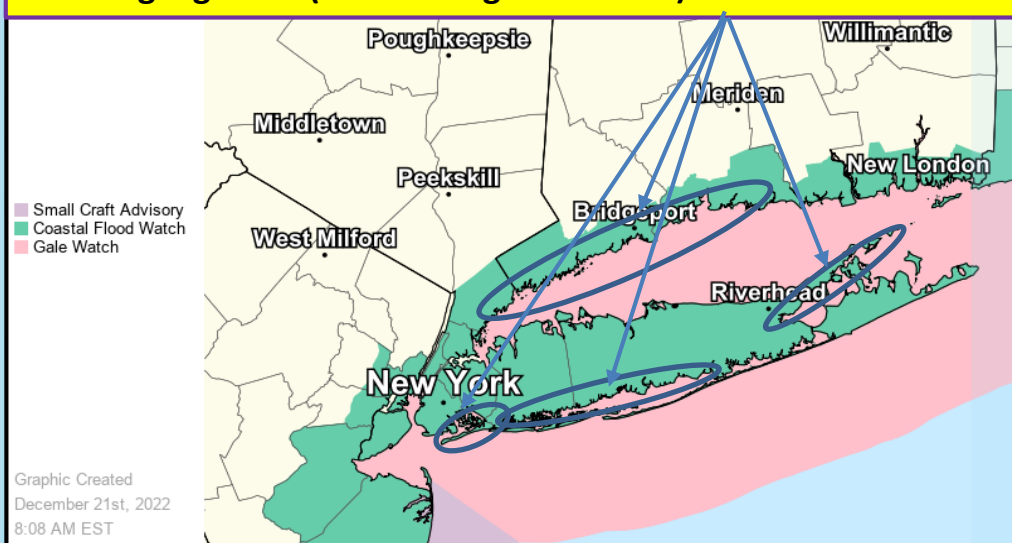 Poughkeepsie
Willimantic
Meriden
Middletown
New London
Peekskill
Small Craft Advisory
Coastal Flood Watch
Gale Watch
Bridgeport
West Milford
Riverhead
New York
Graphic Created
December 21st, 2022
8:08 AM EST